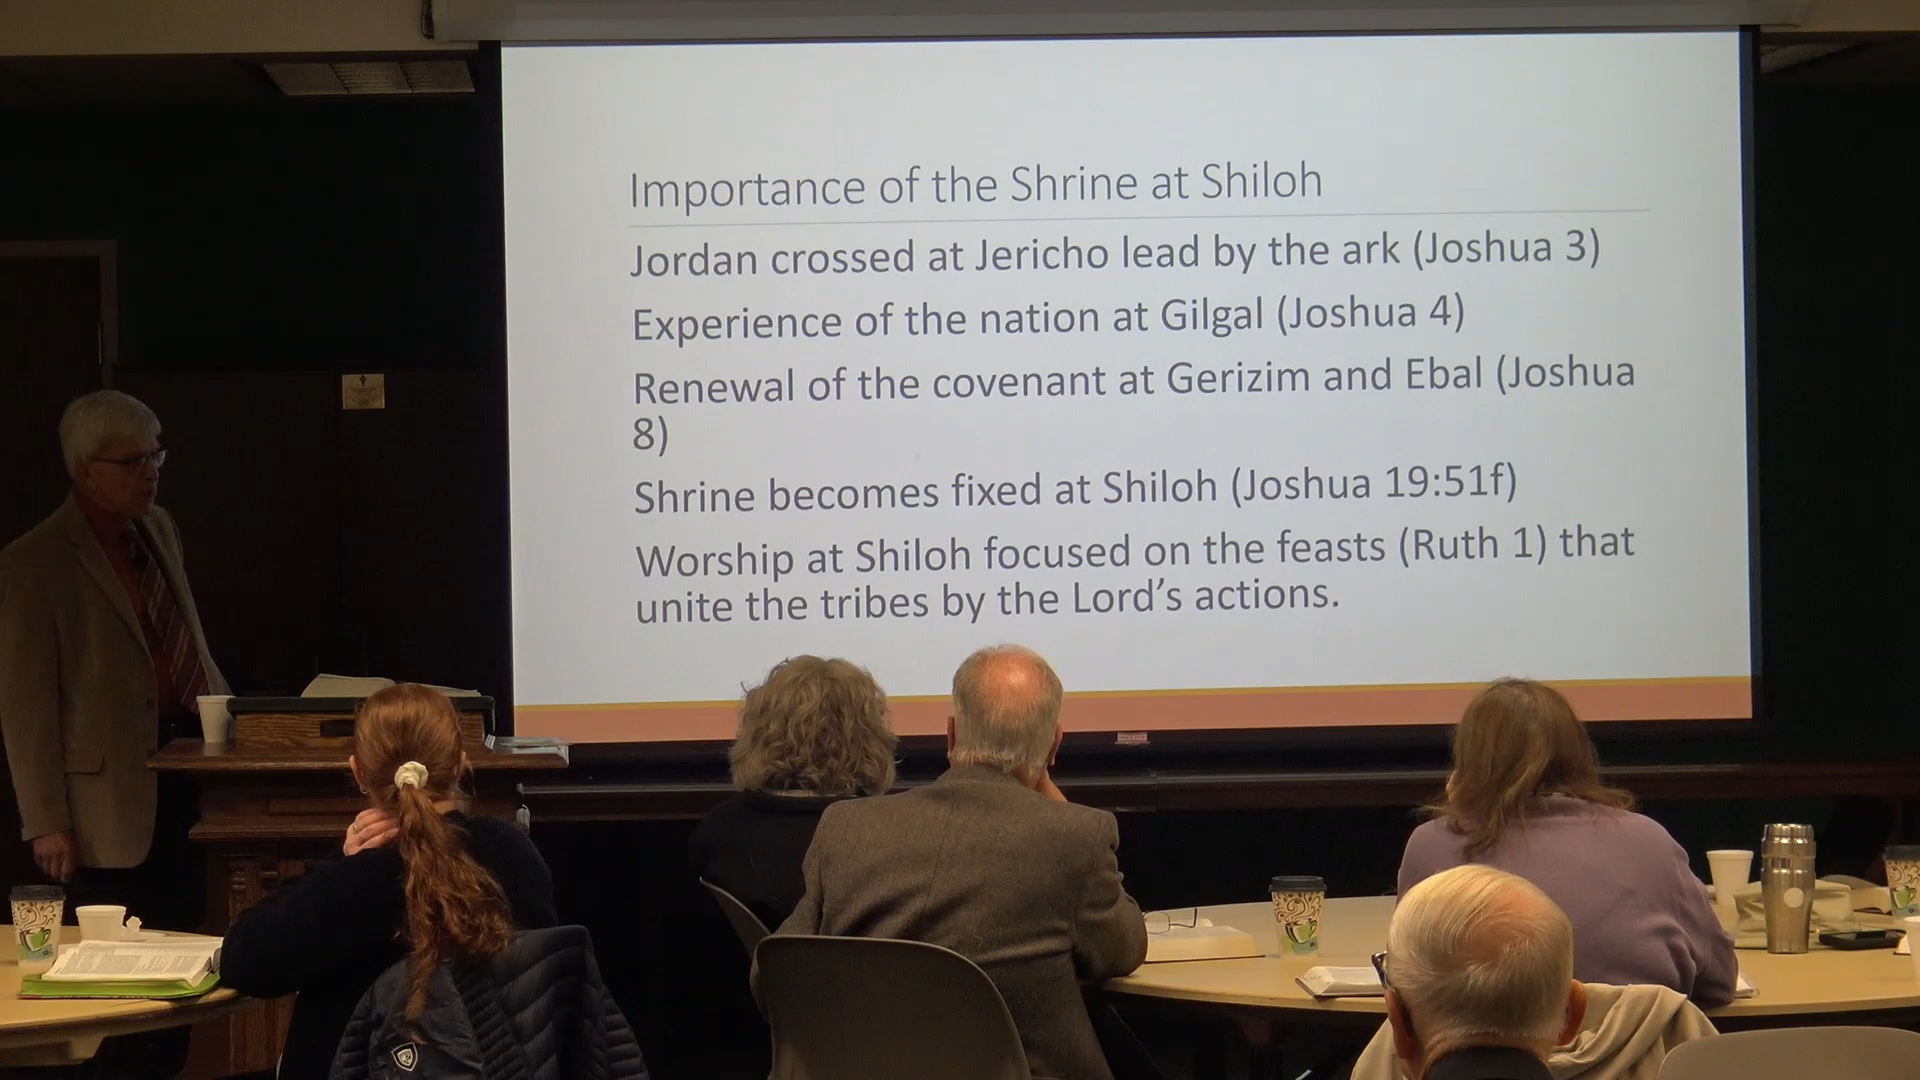 Importance of the Shrine at Shiloh
Jordan crossed at Jericho lead by the ark (Joshua 3)
Experience of the nation at Gilgal (Joshua 4)
Renewal of the covenant at Gerizim and Ebal (Joshua
8)
Shrine becomes fixed at Shiloh (Joshua 19:51f)
Worship at Shiloh focused on the feasts (Ruth 1) that
unite the tribes by the Lord's actions.